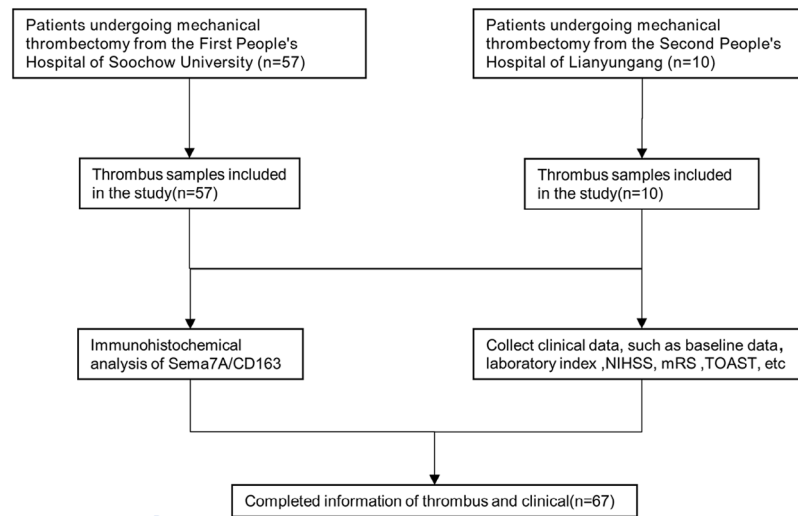 Patients undergoing mechanical
thrombectomy from the First People's
Hospital of Soochow University (n=57)
Patients undergoing mechanical
thrombectomy from the Second People's
Hospital of Lianyungang (n=10)
Thrombus samples included
in the study(n=57)
Thrombus samples included
in the study(n=10)
Immunohistochemical
analysis of Sema7A/CD163
Collect clinical data, such as baseline data,
laboratory index ,NIHSS, mRS ,TOAST, etc
Completed information of thrombus and clinical(n=67)